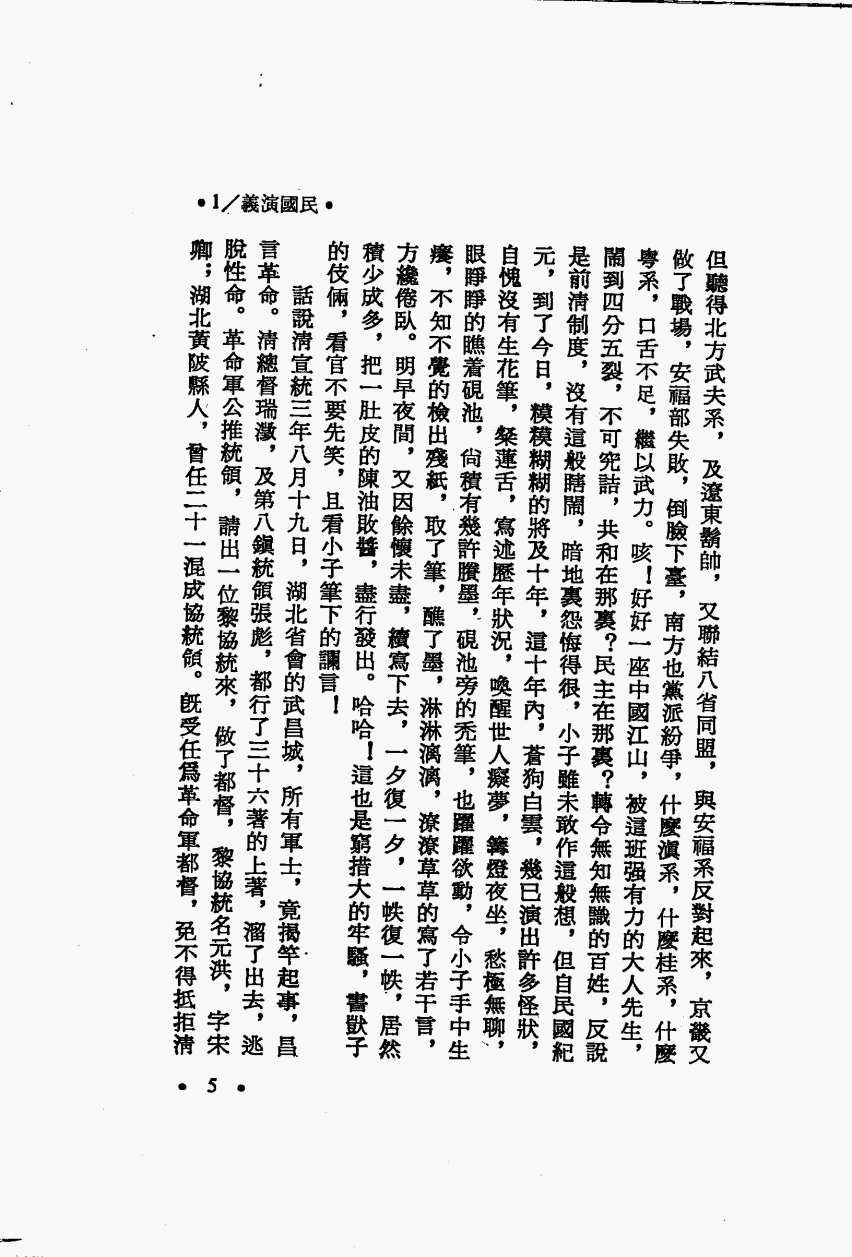 •1／義演國民•
但聽得北方武夫系，及遼東鬍帥，又聯結八省同盟，與安福系反對起來，京畿又
做了戰場，安福部失敗，倒臉下臺，南方也黨派紛爭，什麼滇系，什麼桂系，什麼
粵系，口舌不足，繼以武力。咳！好好一座中國江山，被這班强有力的大人先生，
鬧到四分五裂，不可究詰，共和在那裏？民主在那裏？轉令無知無識的百姓，反說
是前清制度，沒有這般瞎鬧，暗地裏怨悔得很，小子雖未敢作這般想，但自民國紀
元，到了今日，模模糊糊的將及十年，這十年內，蒼狗白雲，幾已演出許多怪狀，
自愧沒有生花筆，粲蓮舌，寫述歷年狀況，喚醒世人癡夢，篝燈夜坐，愁極無聊，
眼睜睜的瞧着硯池，尙積有幾許賸墨，硯池旁的禿筆，也躍躍欲動，令小子手中生
癢，不知不覺的檢出殘紙，取了筆，醮了墨，淋淋漓漓，潦潦草草的寫了若干言，
方纔倦臥。明早夜間，又因餘懷未盡，續寫下去，一夕復一夕，一帙復一帙，居然
積少成多，把一肚皮的陳油敗醬，盡行發出。哈哈！這也是窮措大的牢騷，書獃子
的伎倆，看官不要先笑，且看小子筆下的讕言！
話說淸宣統三年八月十九日，湖北省會的武昌城，所有軍士，竟揭竿起事，昌
言革命。淸總督瑞澂，及第八鎭統領張彪，都行了三十六著的上著，溜了出去，逃
脫性命。革命軍公推統領，請出一位黎協統來，做了都督，黎協統名元洪，字宋
卿；湖北黃陂縣人，曾任二十一混成協統領。旣受任爲革命軍都督，免不得抵拒淸
• 5 •